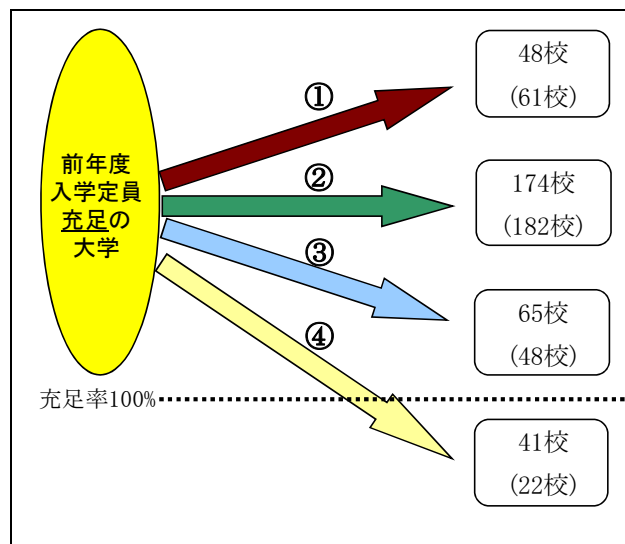 前年度
入学定員
充足の
大学
①
48校
(61校)
②
174校
(182校)
③
65校
(48校)
④
充足率100%
41校
(22校)